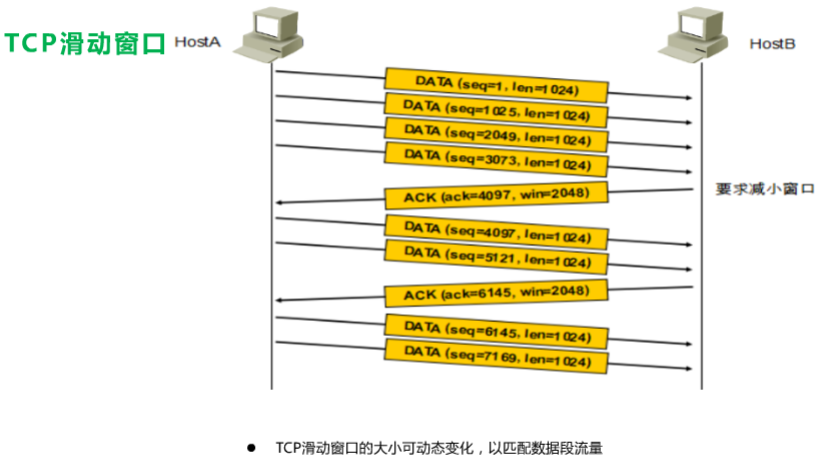 TCP滑动窗口
HostA
HostB
DATA (seq=1, len=1024)
DATA (seq=1025, len=1024)
DATA (seq=2049, len=1024)
DATA (seq=3073, len=1024)
ACK (ack=4097, win=2048)
要求减小窗口
DATA (seq=4097, len=1024)
DATA (seq=5121, len=1024)
ACK (ack=6145, win=2048)
DATA (seq=6145, len=1024)
DATA (seq=7169, len=1024)
● TCP滑动窗口的大小可动态变化，以匹配数据段流量